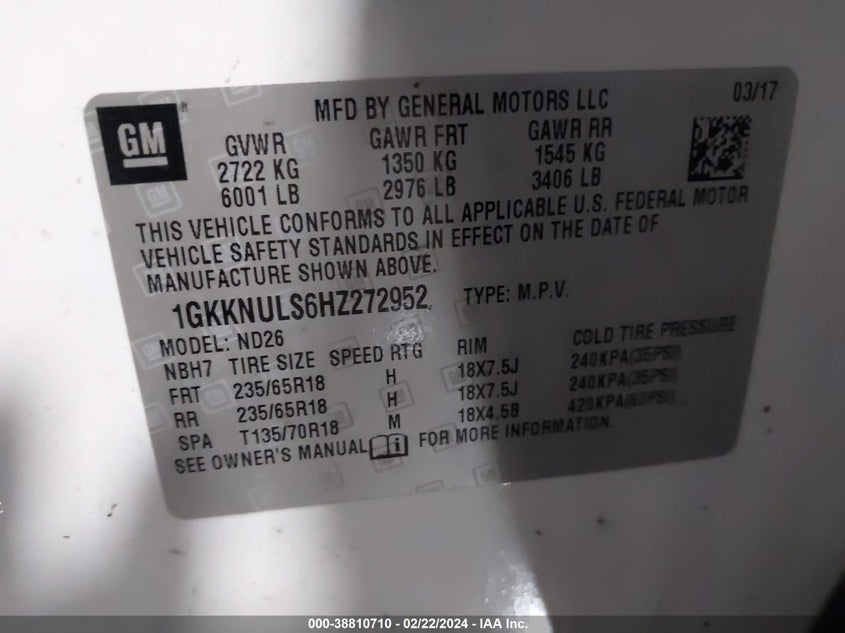 MFD BY GENERAL MOTORS LLC 03/17
GM
GVWR GAWR FRT GAWR RR
2722 KG 1350 KG 1545 KG
6001 LB 2976 LB 3406 LB
THIS VEHICLE CONFORMS TO ALL APPLICABLE U.S. FEDERAL MOTOR
VEHICLE SAFETY STANDARDS IN EFFECT ON THE DATE OF
MANUFACTURE SHOWN ABOVE.
1GKKNULS6HZ272952 TYPE: M.P.V.
MODEL: ND26
NBH7 TIRE SIZE SPEED RTG RIM COLD TIRE PRESSURE
FRT 235/65R18 H 18X7.5J 240KPA(35PSI)
RR 235/65R18 H 18X7.5J 240KPA(35PSI)
SPA T135/70R18 M 18X4.5B 420KPA(60PSI)
SEE OWNER'S MANUAL i FOR MORE INFORMATION.
000-38810710 - 02/22/2024 - IAA Inc.